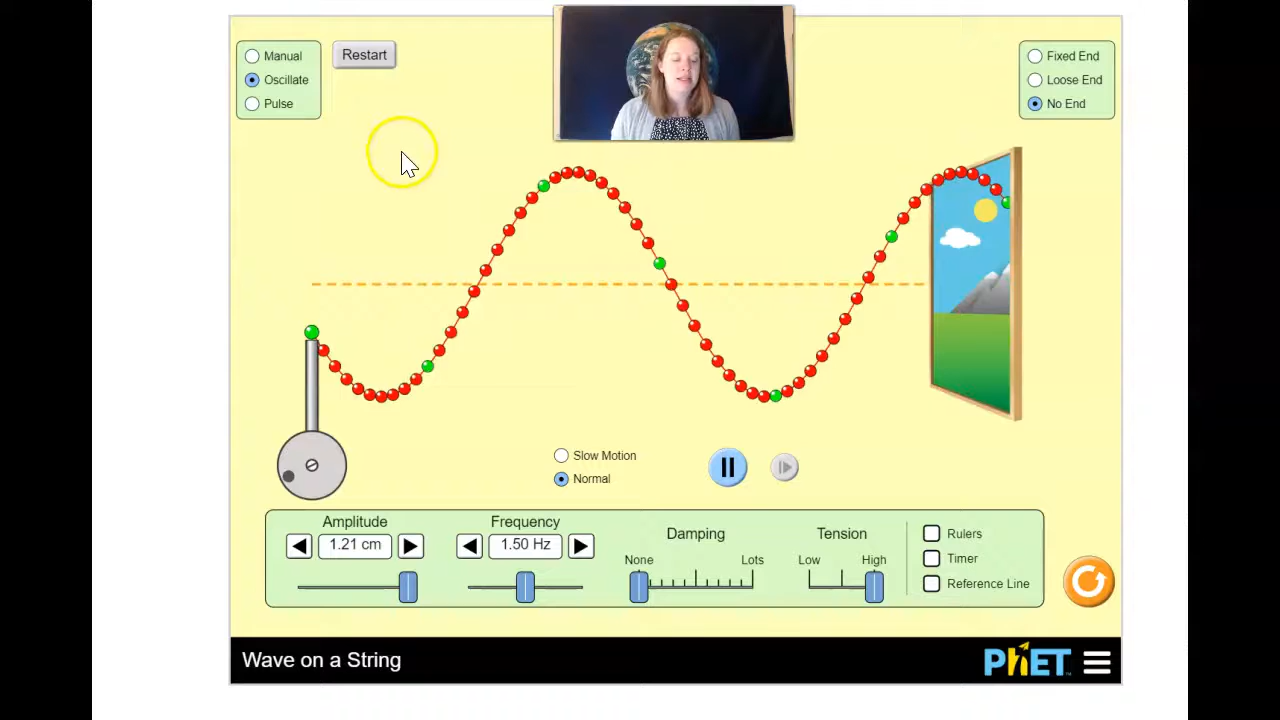 Manual
Oscillate
Pulse
Restart
Fixed End
Loose End
No End
Slow Motion
Normal
Amplitude
1.21 cm
Frequency
1.50 Hz
Damping
None
Lots
Tension
Low
High
Rulers
Timer
Reference Line
Wave on a String
PhET